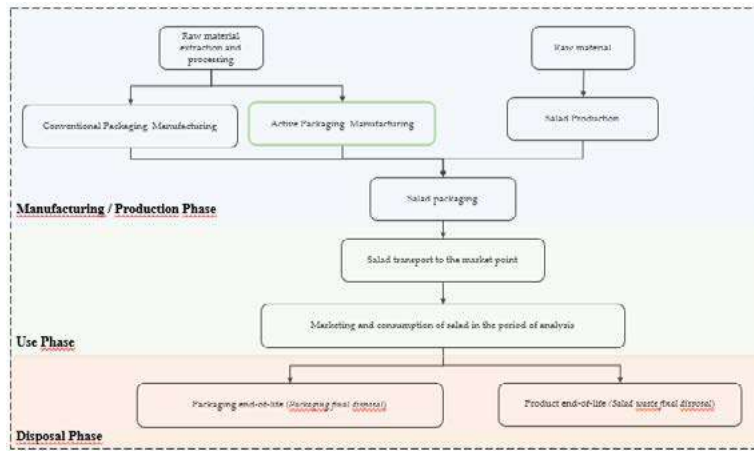 Raw material
extraction and
processing
Raw material
Conventional Packaging Manufacturing
Active Packaging Manufacturing
Salad Production
Salad packaging
Manufacturing / Production Phase
Salad transport to the market point
Marketing and consumption of salad in the period of analysis
Use Phase
Packaging end-of-life (Packaging final disposal)
Product end-of-life (Salad waste final disposal)
Disposal Phase